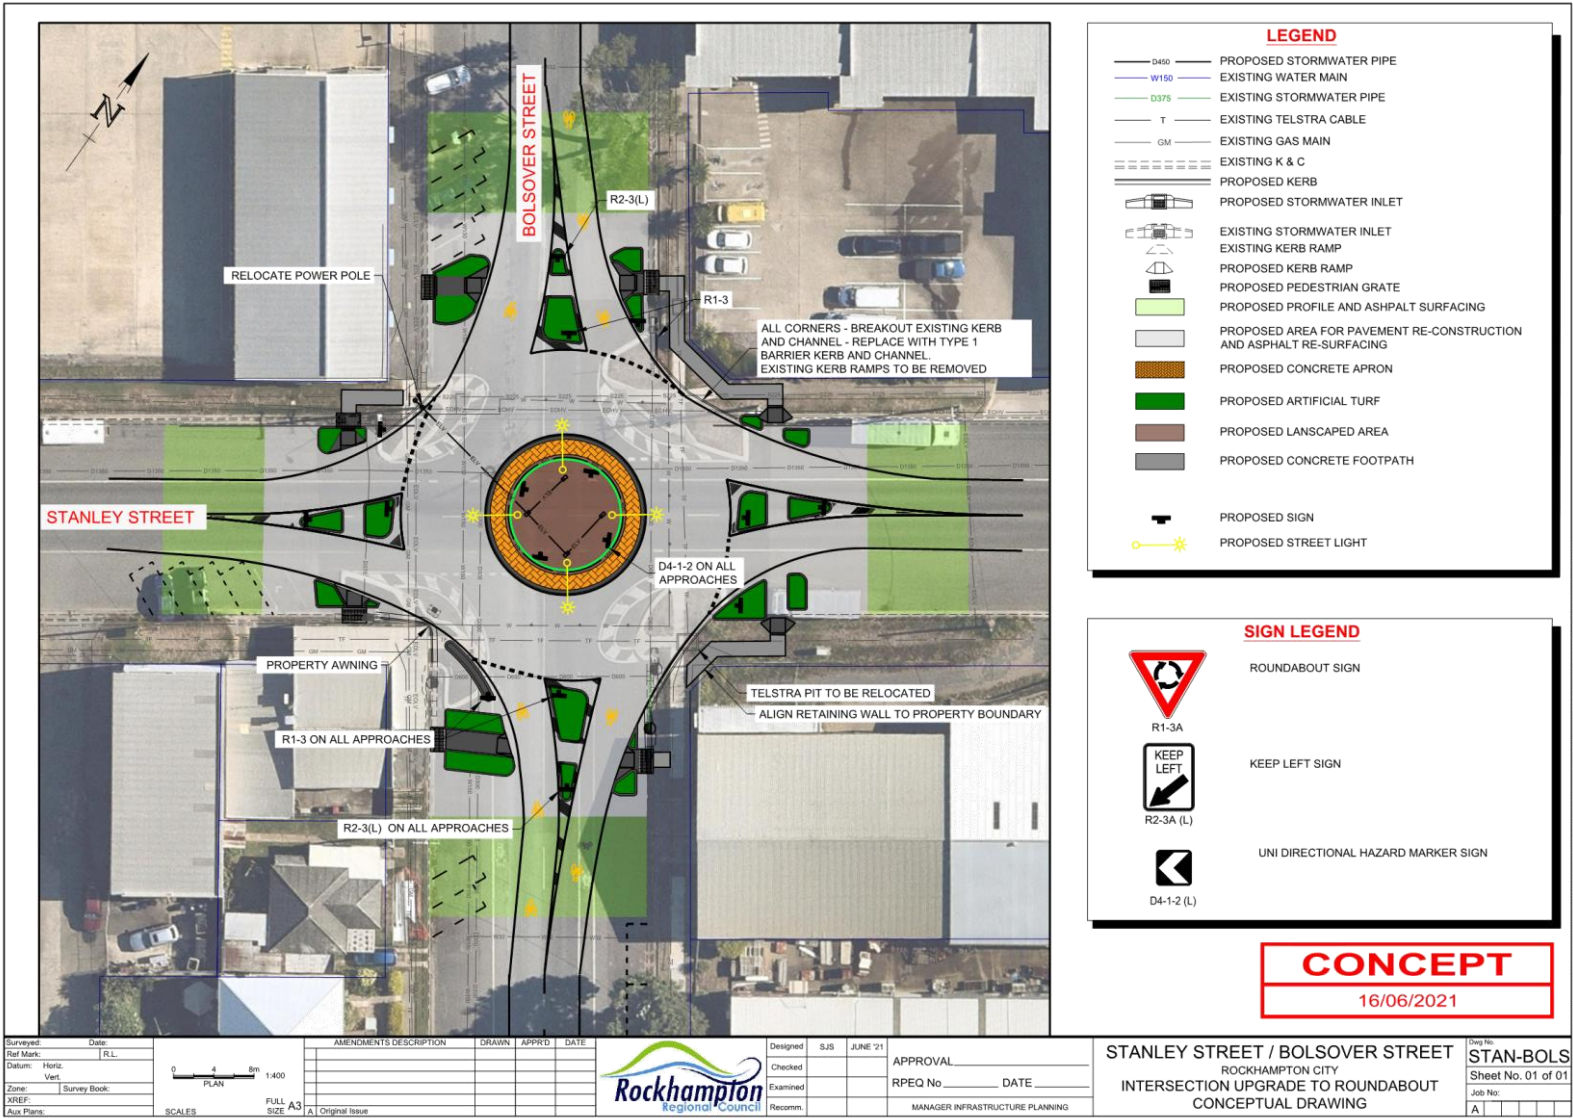 N
BOLSOVER STREET
R2-3(L)
RELOCATE POWER POLE
R1-3
ALL CORNERS - BREAKOUT EXISTING KERB
AND CHANNEL - REPLACE WITH TYPE 1
BARRIER KERB AND CHANNEL.
EXISTING KERB RAMPS TO BE REMOVED
STANLEY STREET
D4-1-2 ON ALL
APPROACHES
PROPERTY AWNING
TELSTRA PIT TO BE RELOCATED
ALIGN RETAINING WALL TO PROPERTY BOUNDARY
R1-3 ON ALL APPROACHES
R2-3(L) ON ALL APPROACHES
LEGEND
D450 PROPOSED STORMWATER PIPE
W150 EXISTING WATER MAIN
D375 EXISTING STORMWATER PIPE
T EXISTING TELSTRA CABLE
GM EXISTING GAS MAIN
EXISTING K & C
PROPOSED KERB
PROPOSED STORMWATER INLET
EXISTING STORMWATER INLET
EXISTING KERB RAMP
PROPOSED KERB RAMP
PROPOSED PEDESTRIAN GRATE
PROPOSED PROFILE AND ASHPALT SURFACING
PROPOSED AREA FOR PAVEMENT RE-CONSTRUCTION
AND ASPHALT RE-SURFACING
PROPOSED CONCRETE APRON
PROPOSED ARTIFICIAL TURF
PROPOSED LANSCAPED AREA
PROPOSED CONCRETE FOOTPATH
PROPOSED SIGN
PROPOSED STREET LIGHT
SIGN LEGEND
ROUNDABOUT SIGN
R1-3A
KEEP
LEFT
KEEP LEFT SIGN
R2-3A (L)
UNI DIRECTIONAL HAZARD MARKER SIGN
D4-1-2 (L)
CONCEPT
16/06/2021
Surveyed: Date:
Ref Mark: R.L.
Datum: Horiz.
Vert.
Zone: Survey Book:
XREF:
Aux Plans:
0 4 8m 1:400
PLAN
SCALES
FULL
SIZE A3
AMENDMENTS DESCRIPTION DRAWN APPR'D DATE
A Original Issue
Rockhampton
Regional Council
Designed SJS JUNE '21
Checked
Examined
Recomm.
APPROVAL
RPEQ No DATE
MANAGER INFRASTRUCTURE PLANNING
STANLEY STREET / BOLSOVER STREET
ROCKHAMPTON CITY
INTERSECTION UPGRADE TO ROUNDABOUT
CONCEPTUAL DRAWING
Dwg No.
STAN-BOLS
Sheet No. 01 of 01
Job No:
A